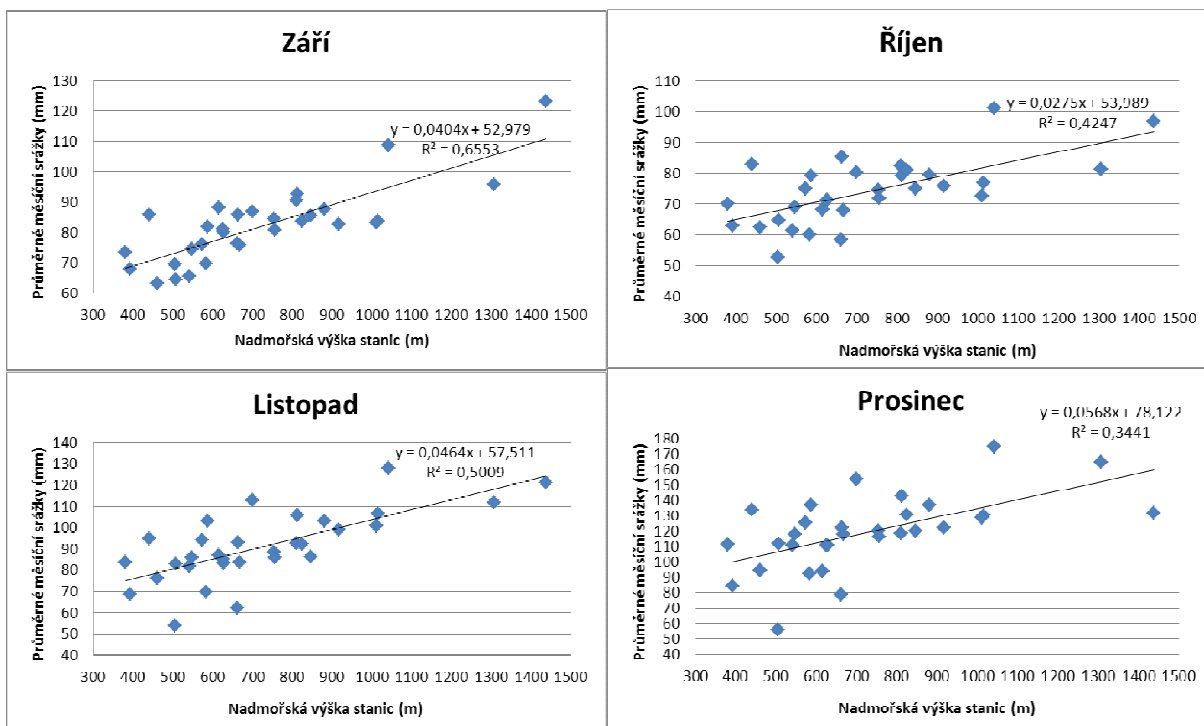 Září
Průměrné měsíční srážky (mm)
130
120
110
100
90
80
70
60
y = 0,0404x + 52,979
R² = 0,6553
300 400 500 600 700 800 900 1000 1100 1200 1300 1400 1500
Nadmořská výška stanic (m)
Říjen
Průměrné měsíční srážky (mm)
110
100
90
80
70
60
50
40
y = 0,0275x + 53,989
R² = 0,4247
300 400 500 600 700 800 900 1000 1100 1200 1300 1400 1500
Nadmořská výška stanic (m)
Listopad
Průměrné měsíční srážky (mm)
140
130
120
110
100
90
80
70
60
50
40
y = 0,0464x + 57,511
R² = 0,5009
300 400 500 600 700 800 900 1000 1100 1200 1300 1400 1500
Nadmořská výška stanic (m)
Prosinec
Průměrné měsíční srážky (mm)
180
170
160
150
140
130
120
110
100
90
80
70
60
50
40
y = 0,0568x + 78,122
R² = 0,3441
300 400 500 600 700 800 900 1000 1100 1200 1300 1400 1500
Nadmořská výška stanic (m)